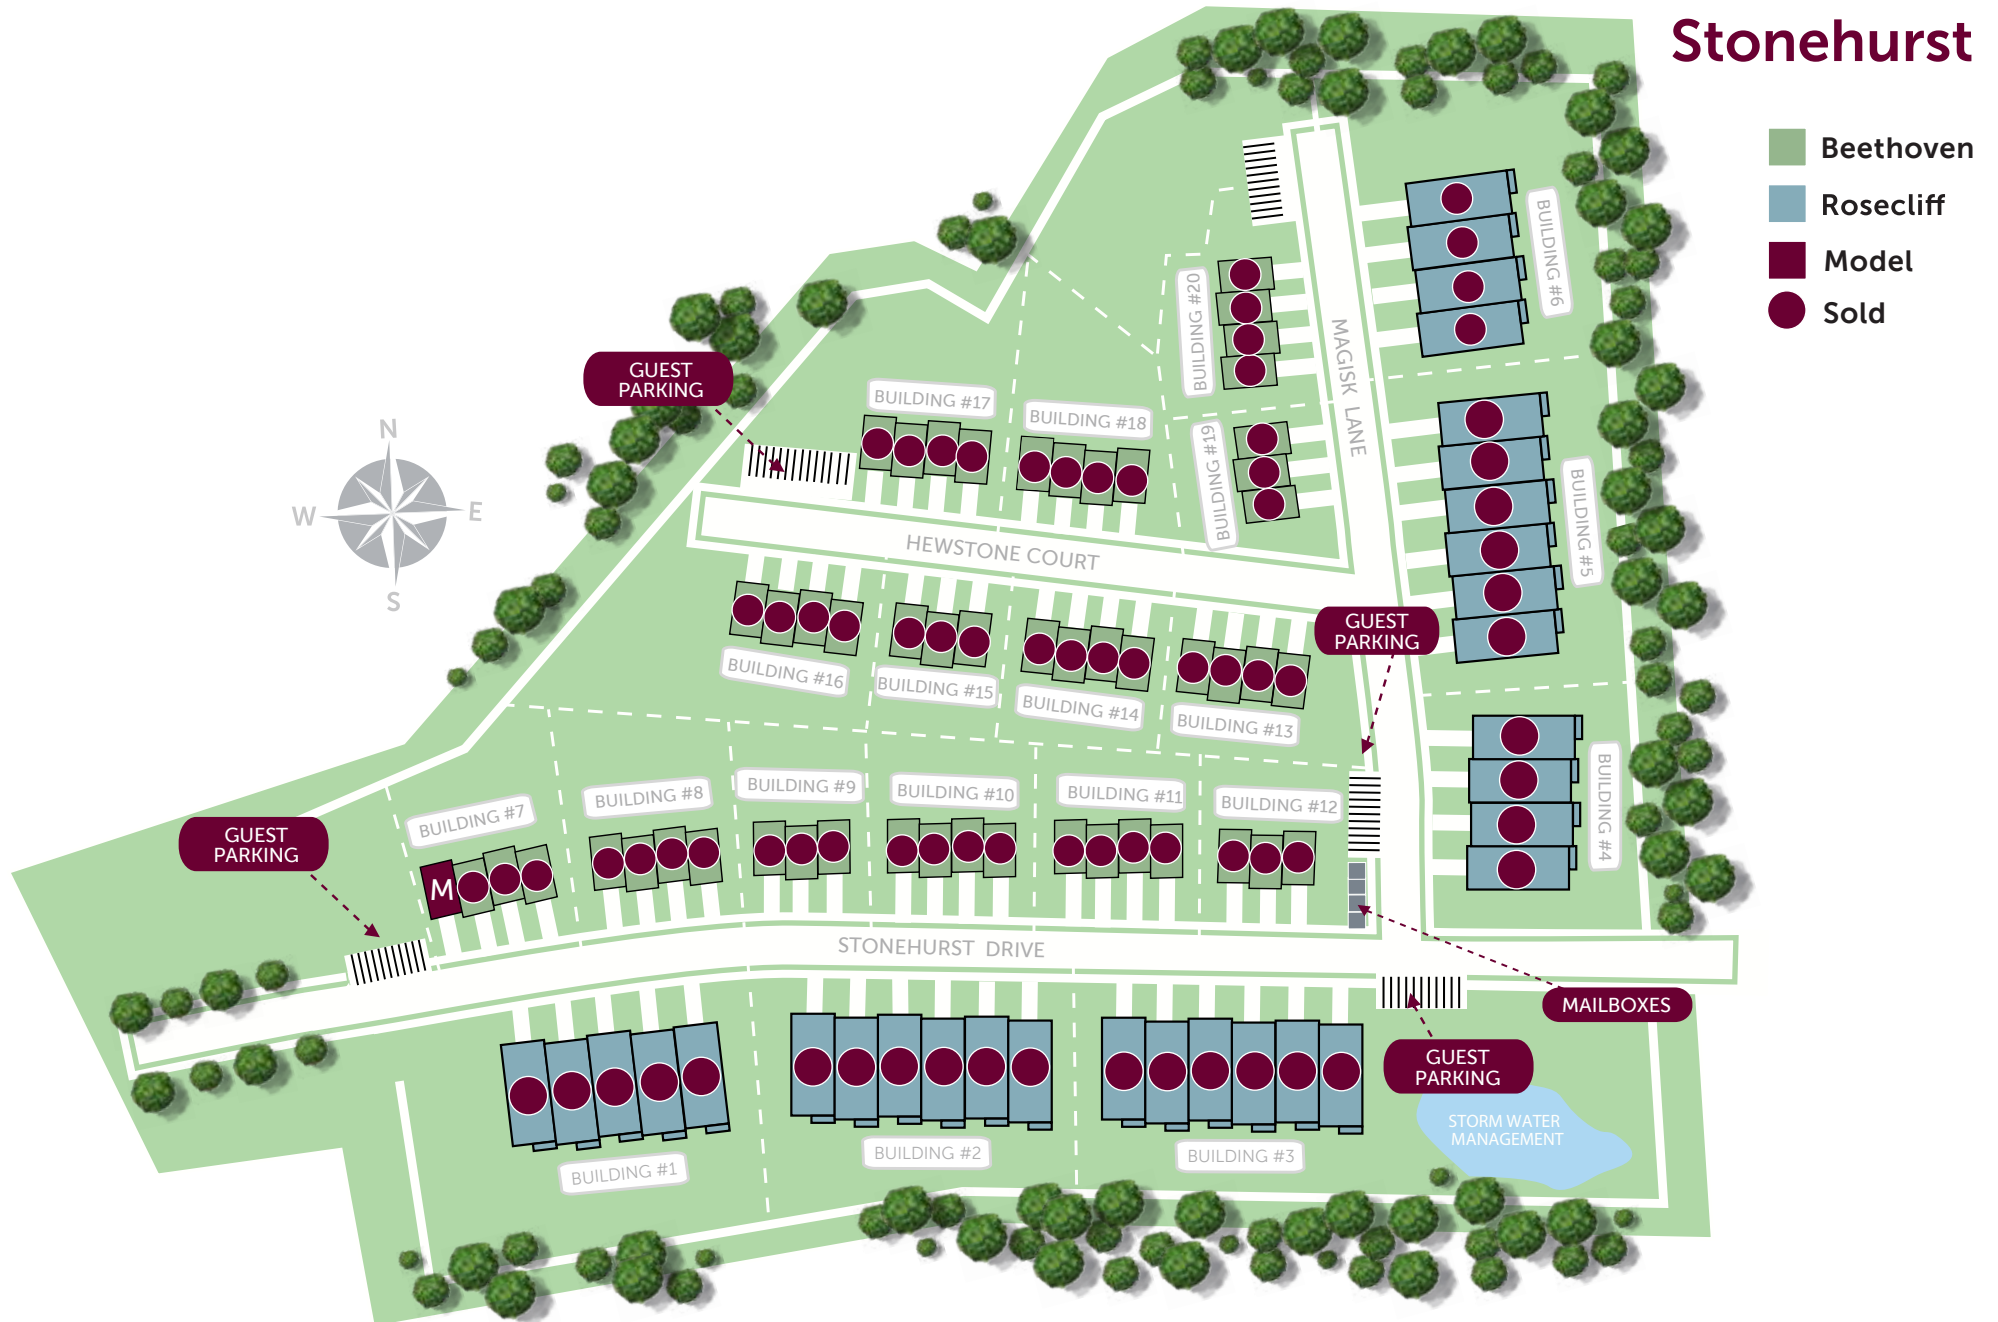 Stonehurst
Beethoven
Rosecliff
Model
Sold
N
W
E
S
GUEST
PARKING
BUILDING #17
BUILDING #18
BUILDING #20
BUILDING #19
MAGISK LANE
BUILDING #6
BUILDING #5
BUILDING #4
HEWSTONE COURT
BUILDING #16
BUILDING #15
BUILDING #14
BUILDING #13
GUEST
PARKING
BUILDING #7
BUILDING #8
BUILDING #9
BUILDING #10
BUILDING #11
BUILDING #12
GUEST
PARKING
M
STONEHURST DRIVE
MAILBOXES
GUEST
PARKING
STORM WATER
MANAGEMENT
BUILDING #1
BUILDING #2
BUILDING #3